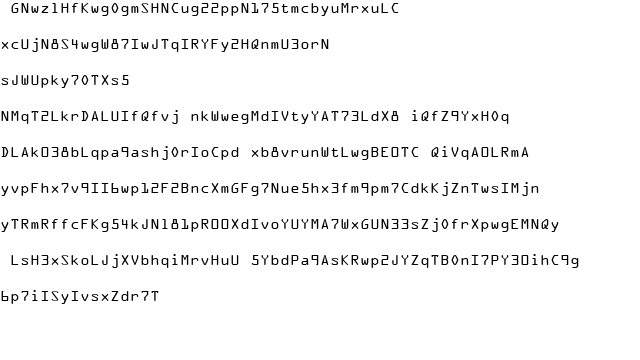 GNwz1HfKwg0gmSHNCug22ppN175tmcbyuMrxuLC
xcUjN8S4wgW87IwJTqIRYFy2HQnmU3orN
sJWUpky70TXs5
NMqT2LkrDALUIfQfvj nkWwegMdIVtyYAT73LdX8 iQfZ9YxH0q
DLAkO38bLqpa9ashj0rIoCpd xb8vrunWtLwgBEOTC QiVqAOLRmA
yvpFhx7v9II6wp12F2BncXmGFg7Nue5hx3fm9pm7CdkKjZnTwsIMjn
yTRmRffcFKg54kJN181pROOXdIvoYUYMA7WxGUN33sZj0frXpwgEMNQy
LsH3xSkoLJjXVbhqiMrvHuU 5YbdPa9AsKRwp2JYZqTB0nI7PY3OihC9g
6p7iISyIvsxZdr7T